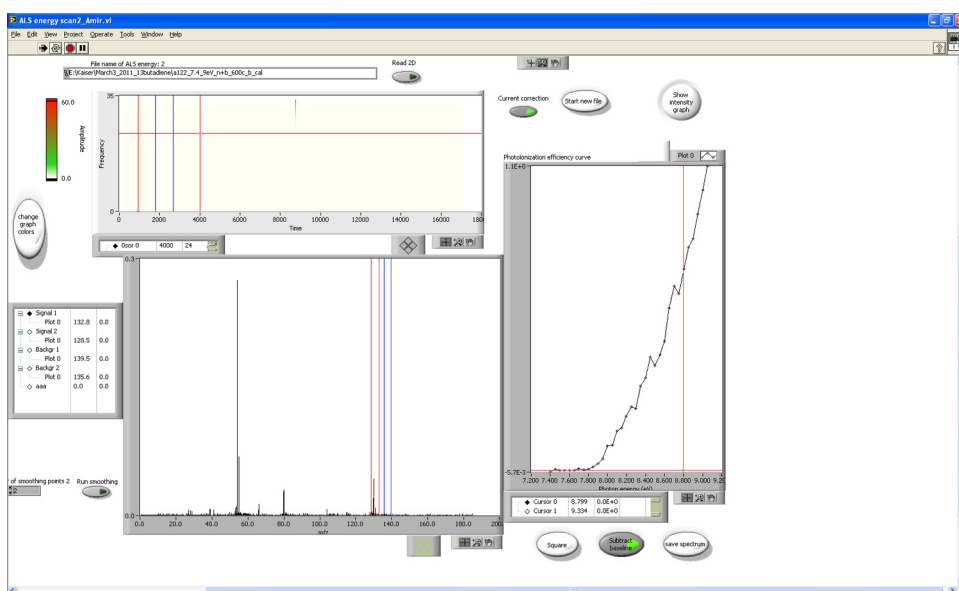 ALS energy scan2_Amir.vi
File Edit View Project Operate Tools Window Help
File name of ALS energy: 2
E:\Kaiser\March3_2011_13butadiene\a122_7.4_9eV_n+b_600c_b_cal
Read 2D
60.0
0.0
Amplitude
change
graph
colors
35
0
Frequency
0 2000 4000 6000 8000 10000 12000 14000 16000 180
Time
0sor 0 4000 24
Current correction
Start new file
Show
intensity
graph
Photoionization efficiency curve
Plot 0
1.1E+0
-5.7E-3
7.200 7.400 7.600 7.800 8.000 8.200 8.400 8.600 8.800 9.000 9.2
Photon energy (eV)
Cursor 0 8.799 0.0E+0
Cursor 1 9.334 0.0E+0
Signal 1
Plot 0 132.8 0.0
Signal 2
Plot 0 128.5 0.0
Backgr 1
Plot 0 139.5 0.0
Backgr 2
Plot 0 135.6 0.0
aaa 0.0 0.0
0.3
0.0
0.0 20.0 40.0 60.0 80.0 100.0 120.0 140.0 160.0 180.0 200
m/z
of smoothing points 2
2
Run smoothing
Square
Subtract
baseline
save spectrum